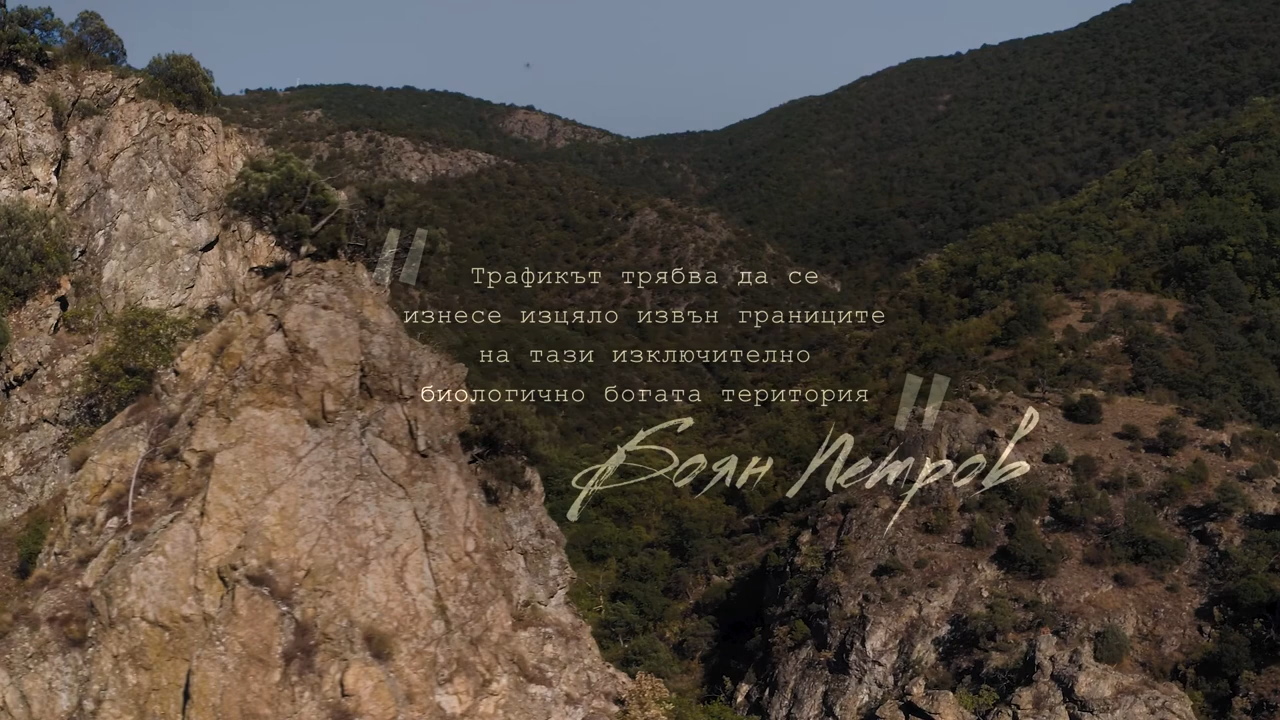 "Трафикът трябва да се
изнесе изцяло извън границите
на тази изключително
биологично богата територия"
Боян Петров